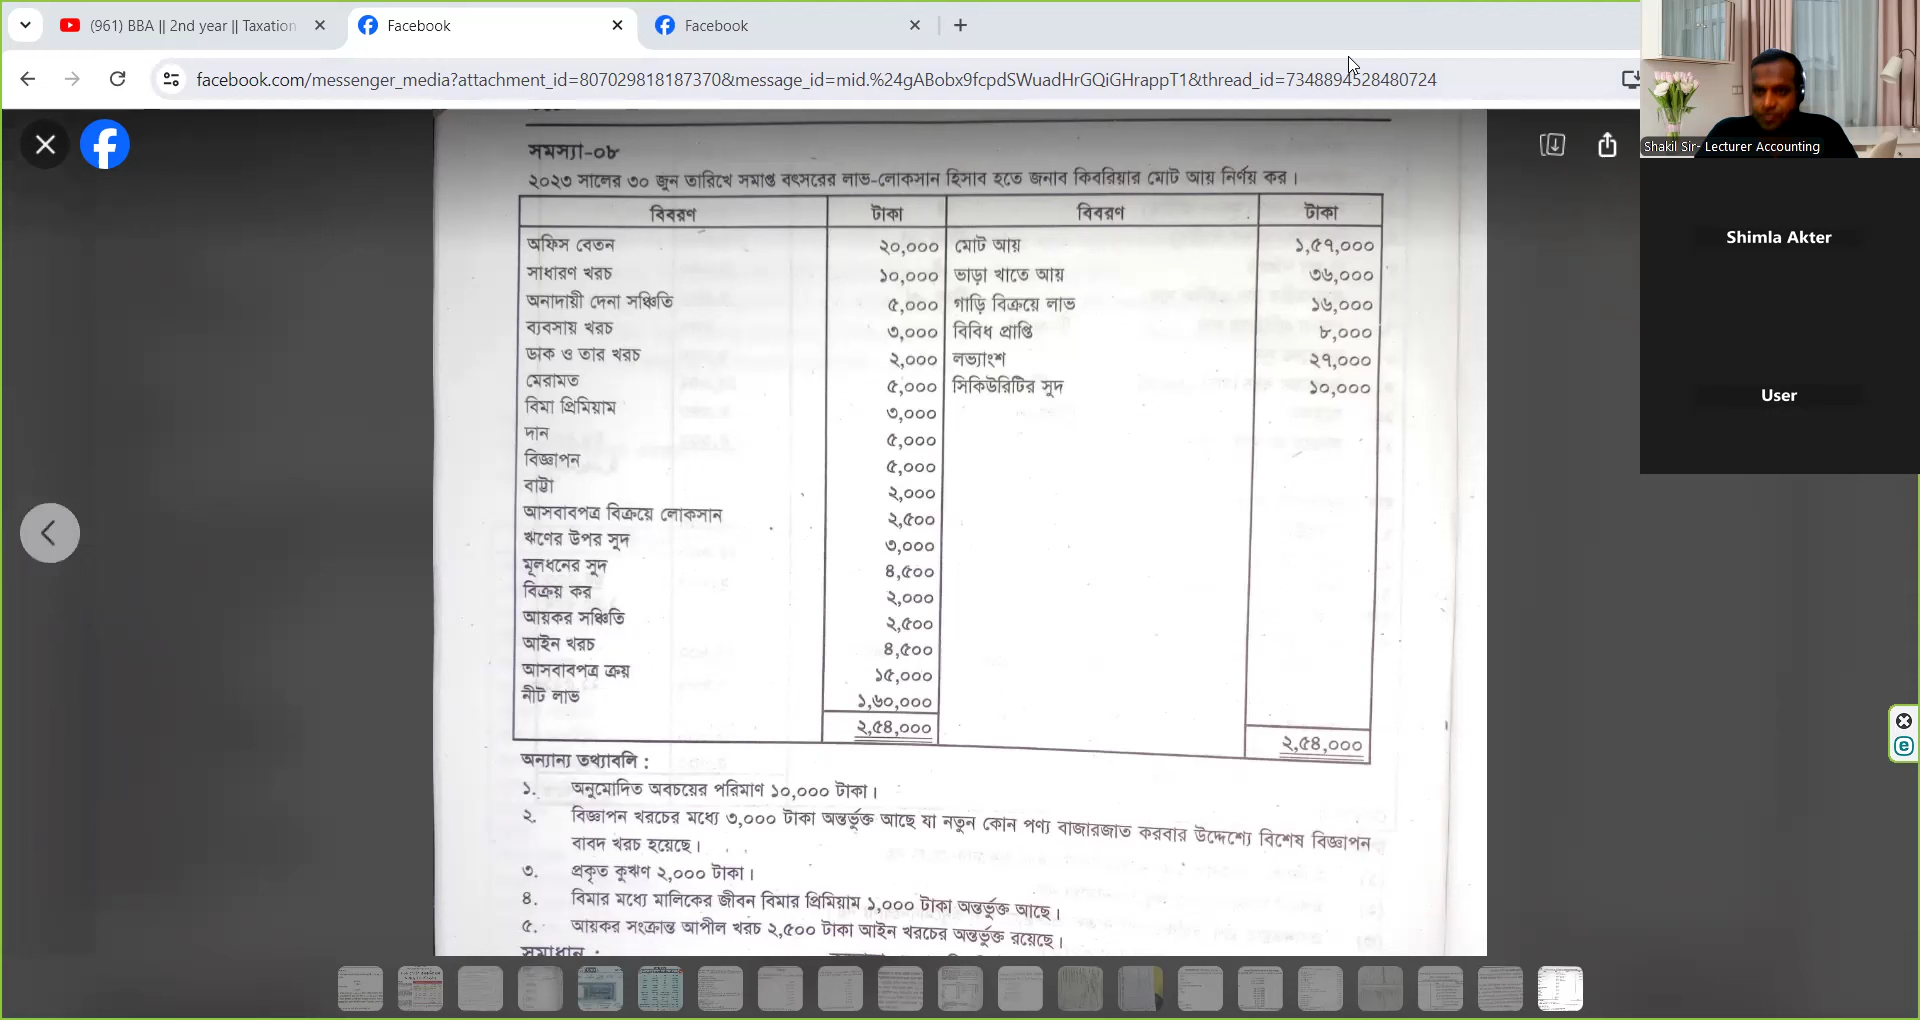 (961) BBA || 2nd year || Taxation
Facebook
Facebook
facebook.com/messenger_media?attachment_id=8070298181873708&message_id=mid.%24gABobx9fcpdSWuadHrGQiGHrappT1&thread_id=7348894528480724
Shakil Sir- Lecturer Accounting
Shimla Akter
User
সমস্যা-০৮
২০২৩ সালের ৩০ জুন তারিখে সমাপ্ত বৎসরের লাভ-লোকসান হিসাব হতে জনাব কিবরিয়ার মোট আয় নির্ণয় কর।
বিবরণ টাকা বিবরণ টাকা
অফিস বেতন ২০,০০০ মোট আয় ১,৫৭,০০০
সাধারণ খরচ ১০,০০০ ভাড়া খাতে আয় ৩৬,০০০
অনাদায়ী দেনা সঞ্চিতি ৫,০০০ গাড়ি বিক্রয়ে লাভ ১৬,০০০
ব্যবসায় খরচ ৩,০০০ বিবিধ প্রাপ্তি ৮,০০০
ডাক ও তার খরচ ২,০০০ লভ্যাংশ ২৭,০০০
মেরামত ৫,০০০ সিকিউরিটির সুদ ১০,০০০
বিমা প্রিমিয়াম ৩,০০০
দান ৫,০০০
বিজ্ঞাপন ৫,০০০
বাট্টা ২,০০০
আসবাবপত্র বিক্রয়ে লোকসান ২,৫০০
ঋণের উপর সুদ ৩,০০০
মূলধনের সুদ ৪,৫০০
বিক্রয় কর ২,০০০
আয়কর সঞ্চিতি ২,৫০০
আইন খরচ ৪,৫০০
আসবাবপত্র ক্রয় ১৫,০০০
নীট লাভ ১,৬০,০০০
২,৫৪,০০০ ২,৫৪,০০০
অন্যান্য তথ্যাবলি :
১. অনুমোদিত অবচয়ের পরিমাণ ১০,০০০ টাকা।
২. বিজ্ঞাপন খরচের মধ্যে ৩,০০০ টাকা অন্তর্ভুক্ত আছে যা নতুন কোন পণ্য বাজারজাত করবার উদ্দেশ্যে বিশেষ বিজ্ঞাপন
বাবদ খরচ হয়েছে।
৩. প্রকৃত কুঋণ ২,০০০ টাকা।
৪. বিমার মধ্যে মালিকের জীবন বিমার প্রিমিয়াম ১,০০০ টাকা অন্তর্ভুক্ত আছে।
৫. আয়কর সংক্রান্ত আপীল খরচ ২,৫০০ টাকা আইন খরচের অন্তর্ভুক্ত রয়েছে।
সমাধান :